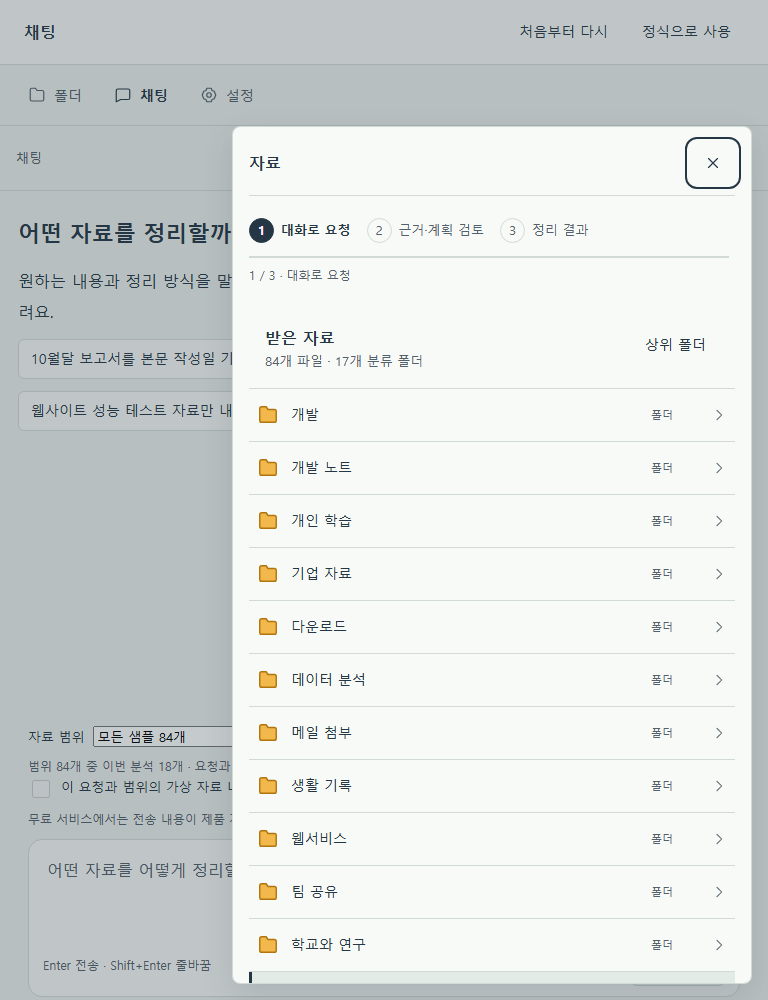 채팅
처음부터 다시
정식으로 사용
폴더
채팅
설정
채팅
어떤 자료를 정리할까
원하는 내용과 정리 방식을 말
려요.
10월달 보고서를 본문 작성일 기
웹사이트 성능 테스트 자료만 내
자료 범위 모든 샘플 84개
범위 84개 중 이번 분석 18개 · 요청과
이 요청과 범위의 가상 자료 내
무료 서비스에서는 전송 내용이 제품
어떤 자료를 어떻게 정리할
Enter 전송 · Shift+Enter 줄바꿈
자료
1 대화로 요청 2 근거·계획 검토 3 정리 결과
1 / 3 · 대화로 요청
받은 자료
84개 파일 · 17개 분류 폴더
상위 폴더
개발 폴더
개발 노트 폴더
개인 학습 폴더
기업 자료 폴더
다운로드 폴더
데이터 분석 폴더
메일 첨부 폴더
생활 기록 폴더
웹서비스 폴더
팀 공유 폴더
학교와 연구 폴더